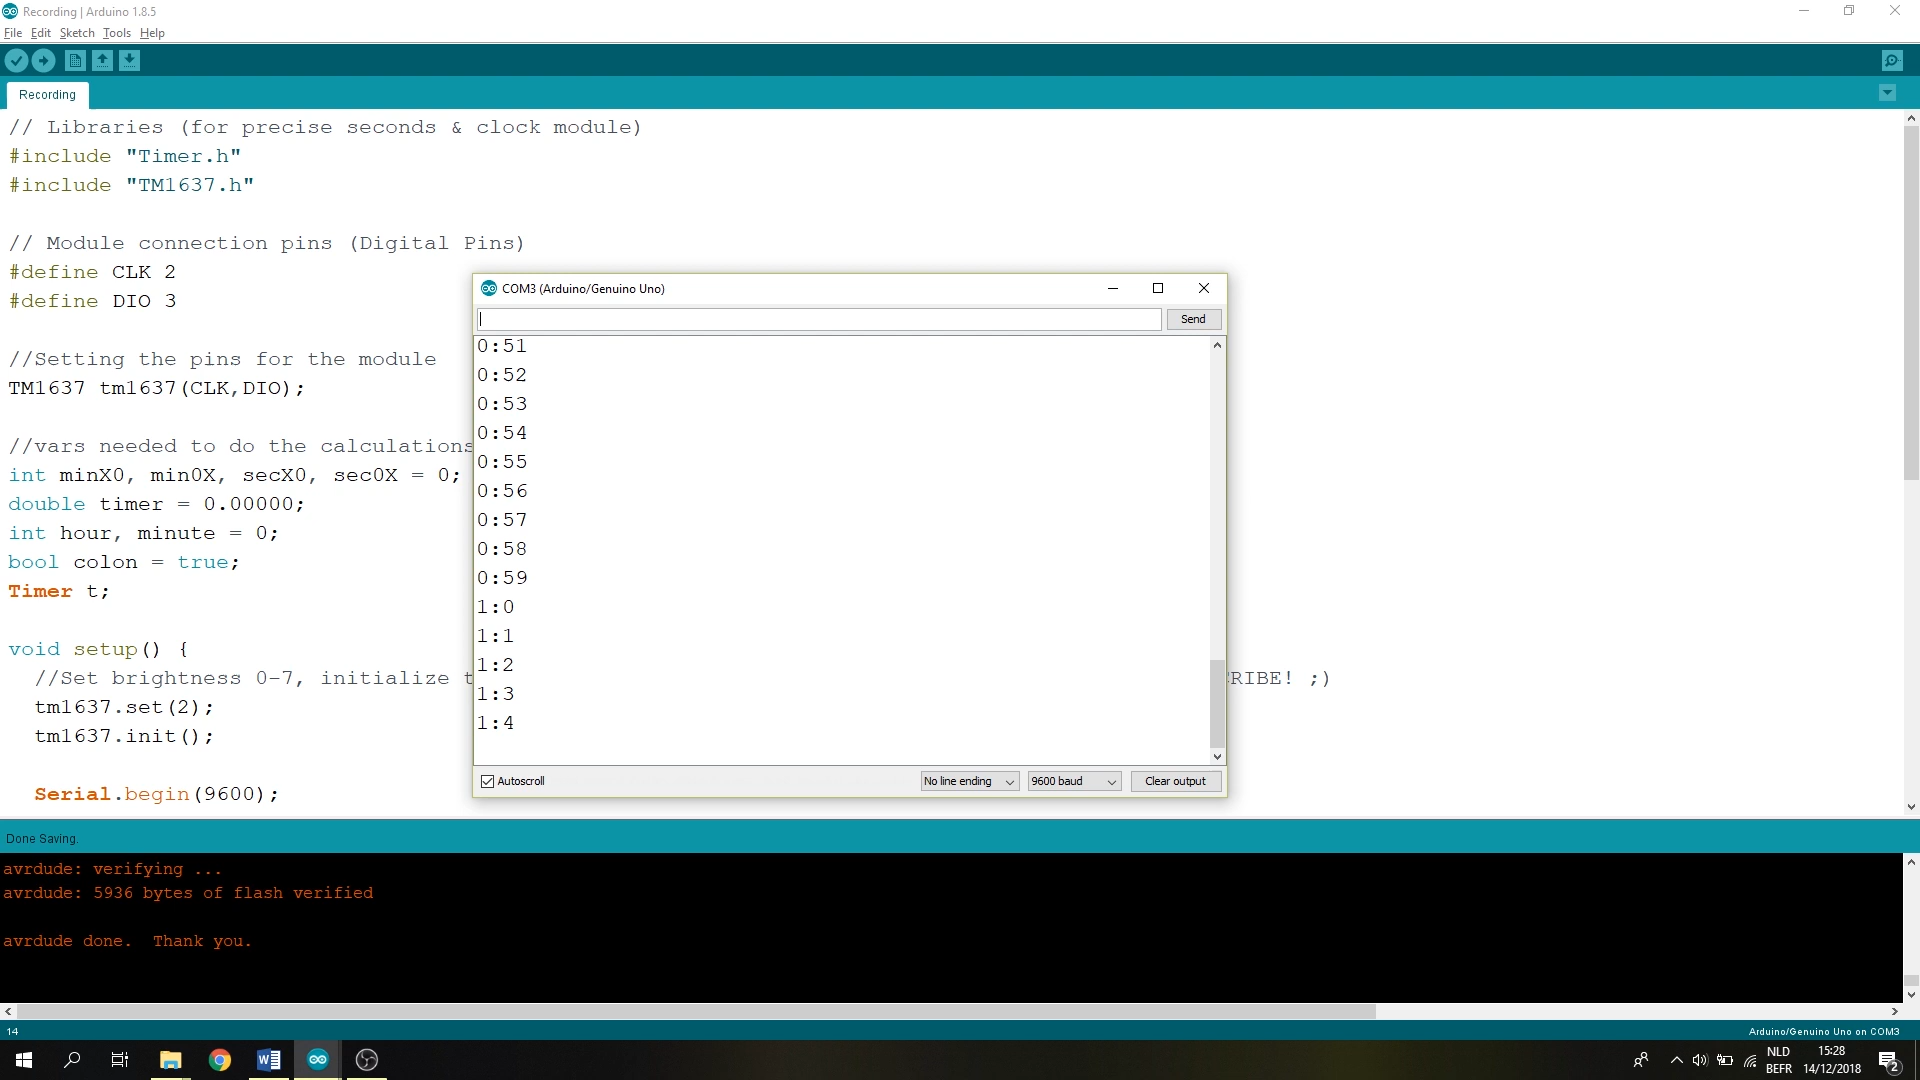 Recording | Arduino 1.8.5
File Edit Sketch Tools Help
Recording
// Libraries (for precise seconds & clock module)
#include "Timer.h"
#include "TM1637.h"
// Module connection pins (Digital Pins)
#define CLK 2
#define DIO 3
//Setting the pins for the module
TM1637 tm1637(CLK,DIO);
//vars needed to do the calculations
int minX0, min0X, secX0, sec0X = 0;
double timer = 0.00000;
int hour, minute = 0;
bool colon = true;
Timer t;
void setup() {
//Set brightness 0-7, initialize t
RIBE! ;)
tm1637.set(2);
tm1637.init();
Serial.begin(9600);
COM3 (Arduino/Genuino Uno)
Send
0:51
0:52
0:53
0:54
0:55
0:56
0:57
0:58
0:59
1:0
1:1
1:2
1:3
1:4
Autoscroll
No line ending
9600 baud
Clear output
Done Saving.
avrdude: verifying ...
avrdude: 5936 bytes of flash verified
avrdude done.  Thank you.
14
Arduino/Genuino Uno on COM3
NLD
BEFR
15:28
14/12/2018
2